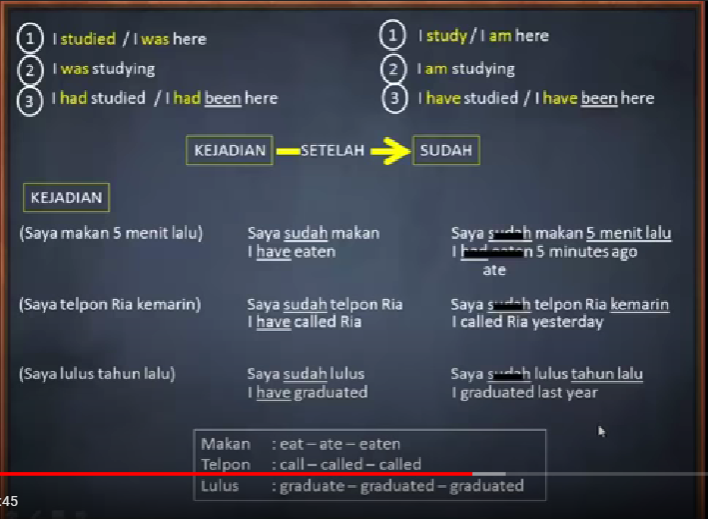 1 I studied / I was here
2 I was studying
3 I had studied / I had been here
1 I study / I am here
2 I am studying
3 I have studied / I have been here
KEJADIAN SETELAH SUDAH
KEJADIAN
(Saya makan 5 menit lalu) Saya sudah makan Saya sudah makan 5 menit lalu
I have eaten I had eaten 5 minutes ago
ate
(Saya telpon Ria kemarin) Saya sudah telpon Ria Saya sudah telpon Ria kemarin
I have called Ria I called Ria yesterday
(Saya lulus tahun lalu) Saya sudah lulus Saya sudah lulus tahun lalu
I have graduated I graduated last year
Makan : eat – ate – eaten
Telpon : call – called – called
Lulus : graduate – graduated – graduated
:45